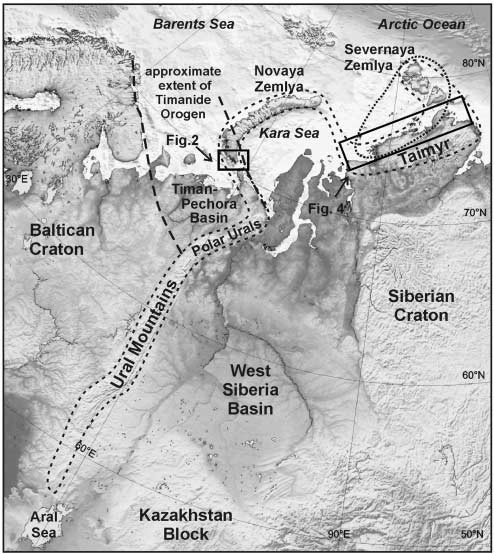 Barents Sea
Arctic Ocean
Severnaya
Zemlya
80°N
approximate
extent of
Timanide
Orogen
Novaya
Zemlya
Kara Sea
Fig.2
Taimyr
30°E
Timan-
Pechora
Basin
Fig. 4
70°N
Baltican
Craton
Polar Urals
Ural Mountains
Siberian
Craton
West
Siberia
Basin
60°N
60°E
Aral
Sea
Kazakhstan
Block
90°E
50°N